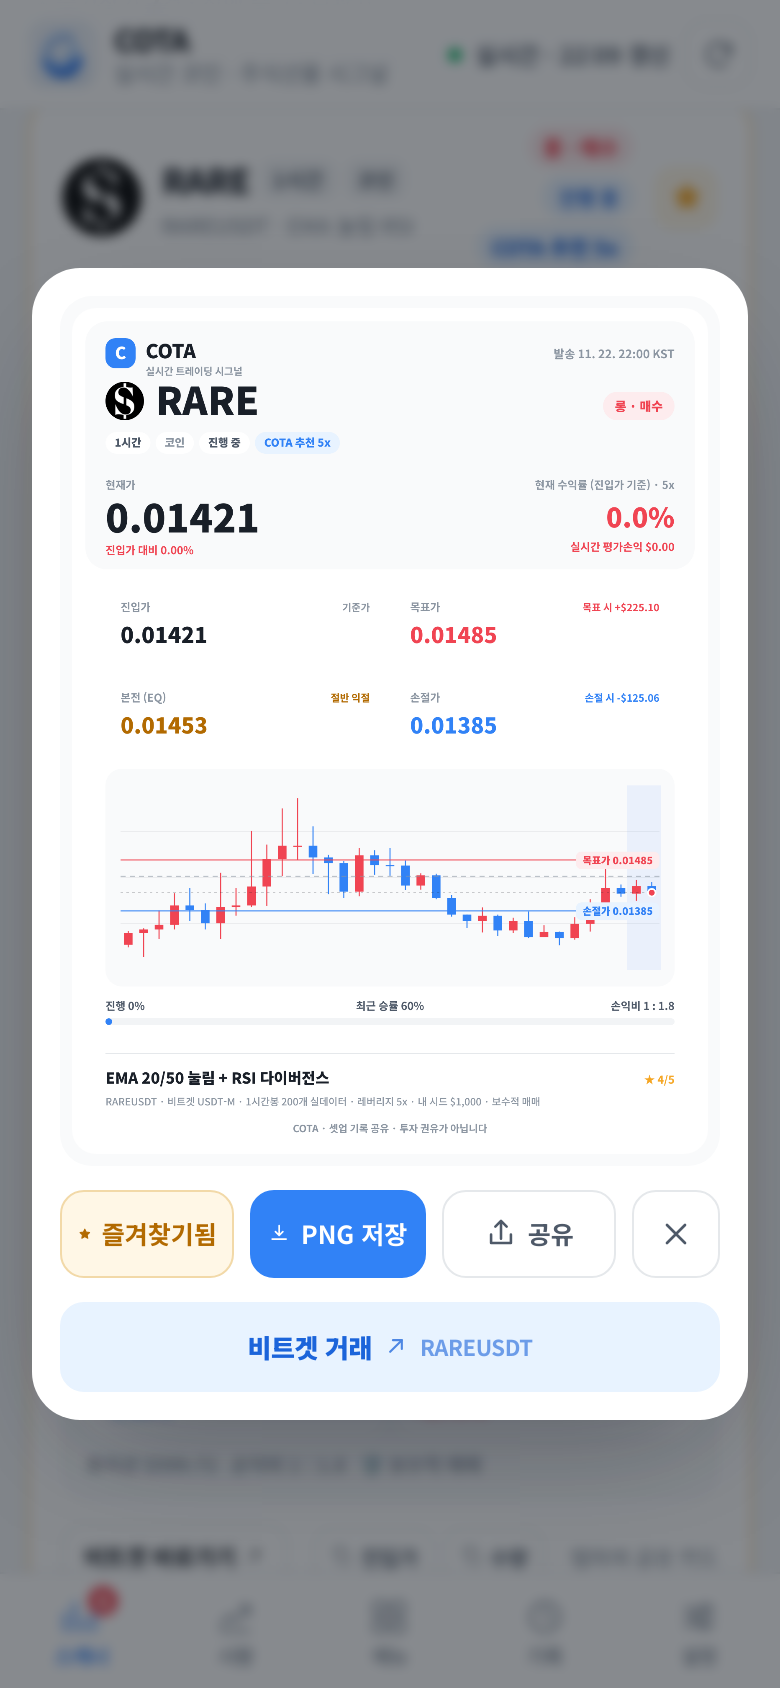 COTA
RARE
C
COTA
실시간 트레이딩 시그널
발송 11. 22. 22:00 KST
RARE
롱 · 매수
1시간
코인
진행 중
COTA 추천 5x
현재가
현재 수익률 (진입가 기준) · 5x
0.01421
0.0%
진입가 대비 0.00%
실시간 평가손익 $0.00
진입가
기준가
0.01421
목표가
목표 시 +$225.10
0.01485
본전 (EQ)
절반 익절
0.01453
손절가
손절 시 -$125.06
0.01385
목표가 0.01485
손절가 0.01385
진행 0%
최근 승률 60%
손익비 1 : 1.8
EMA 20/50 눌림 + RSI 다이버전스
★ 4/5
RAREUSDT · 비트겟 USDT-M · 1시간봉 200개 실데이터 · 레버리지 5x · 내 시드 $1,000 · 보수적 매매
COTA · 셋업 기록 공유 · 투자 권유가 아닙니다
★ 즐겨찾기됨
PNG 저장
공유
비트겟 거래 ↗ RAREUSDT